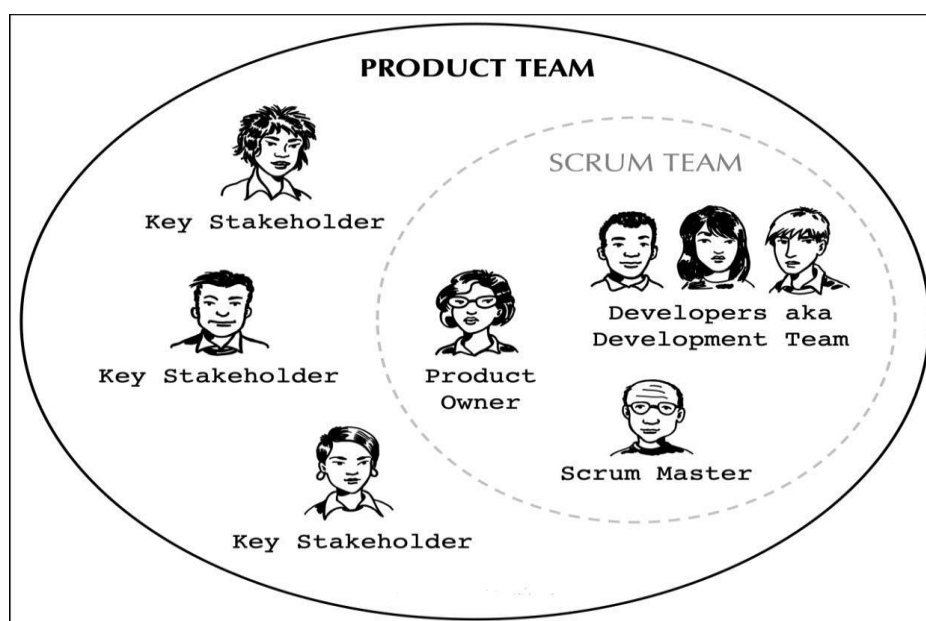 PRODUCT TEAM
SCRUM TEAM
Key Stakeholder
Developers aka
Development Team
Key Stakeholder
Product
Owner
Scrum Master
Key Stakeholder